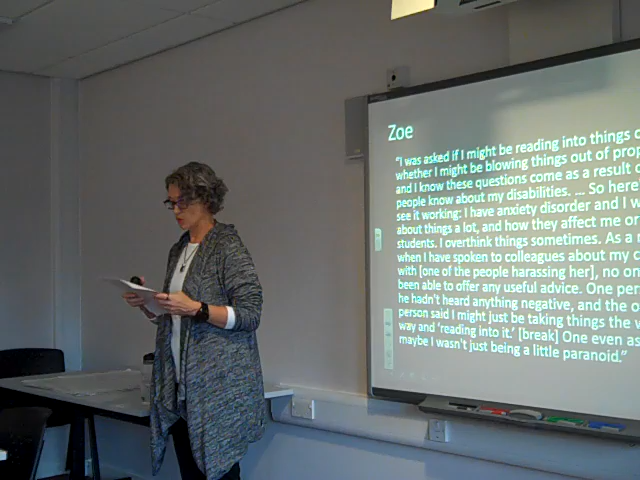 Zoe
"I was asked if I might be reading into things
whether I might be blowing things out of
and I know these questions come as a result
people know about my disabilities. ... So here
see it working: I have anxiety disorder and I
about things a lot, and how they affect me
students. I overthink things sometimes. As a
when I have spoken to colleagues about my
with [one of the people harassing her], no
been able to offer any useful advice. One
he hadn't heard anything negative, and the
person said I might just be taking things the
way and 'reading into it.' [break] One even
maybe I wasn't just being a little paranoid."